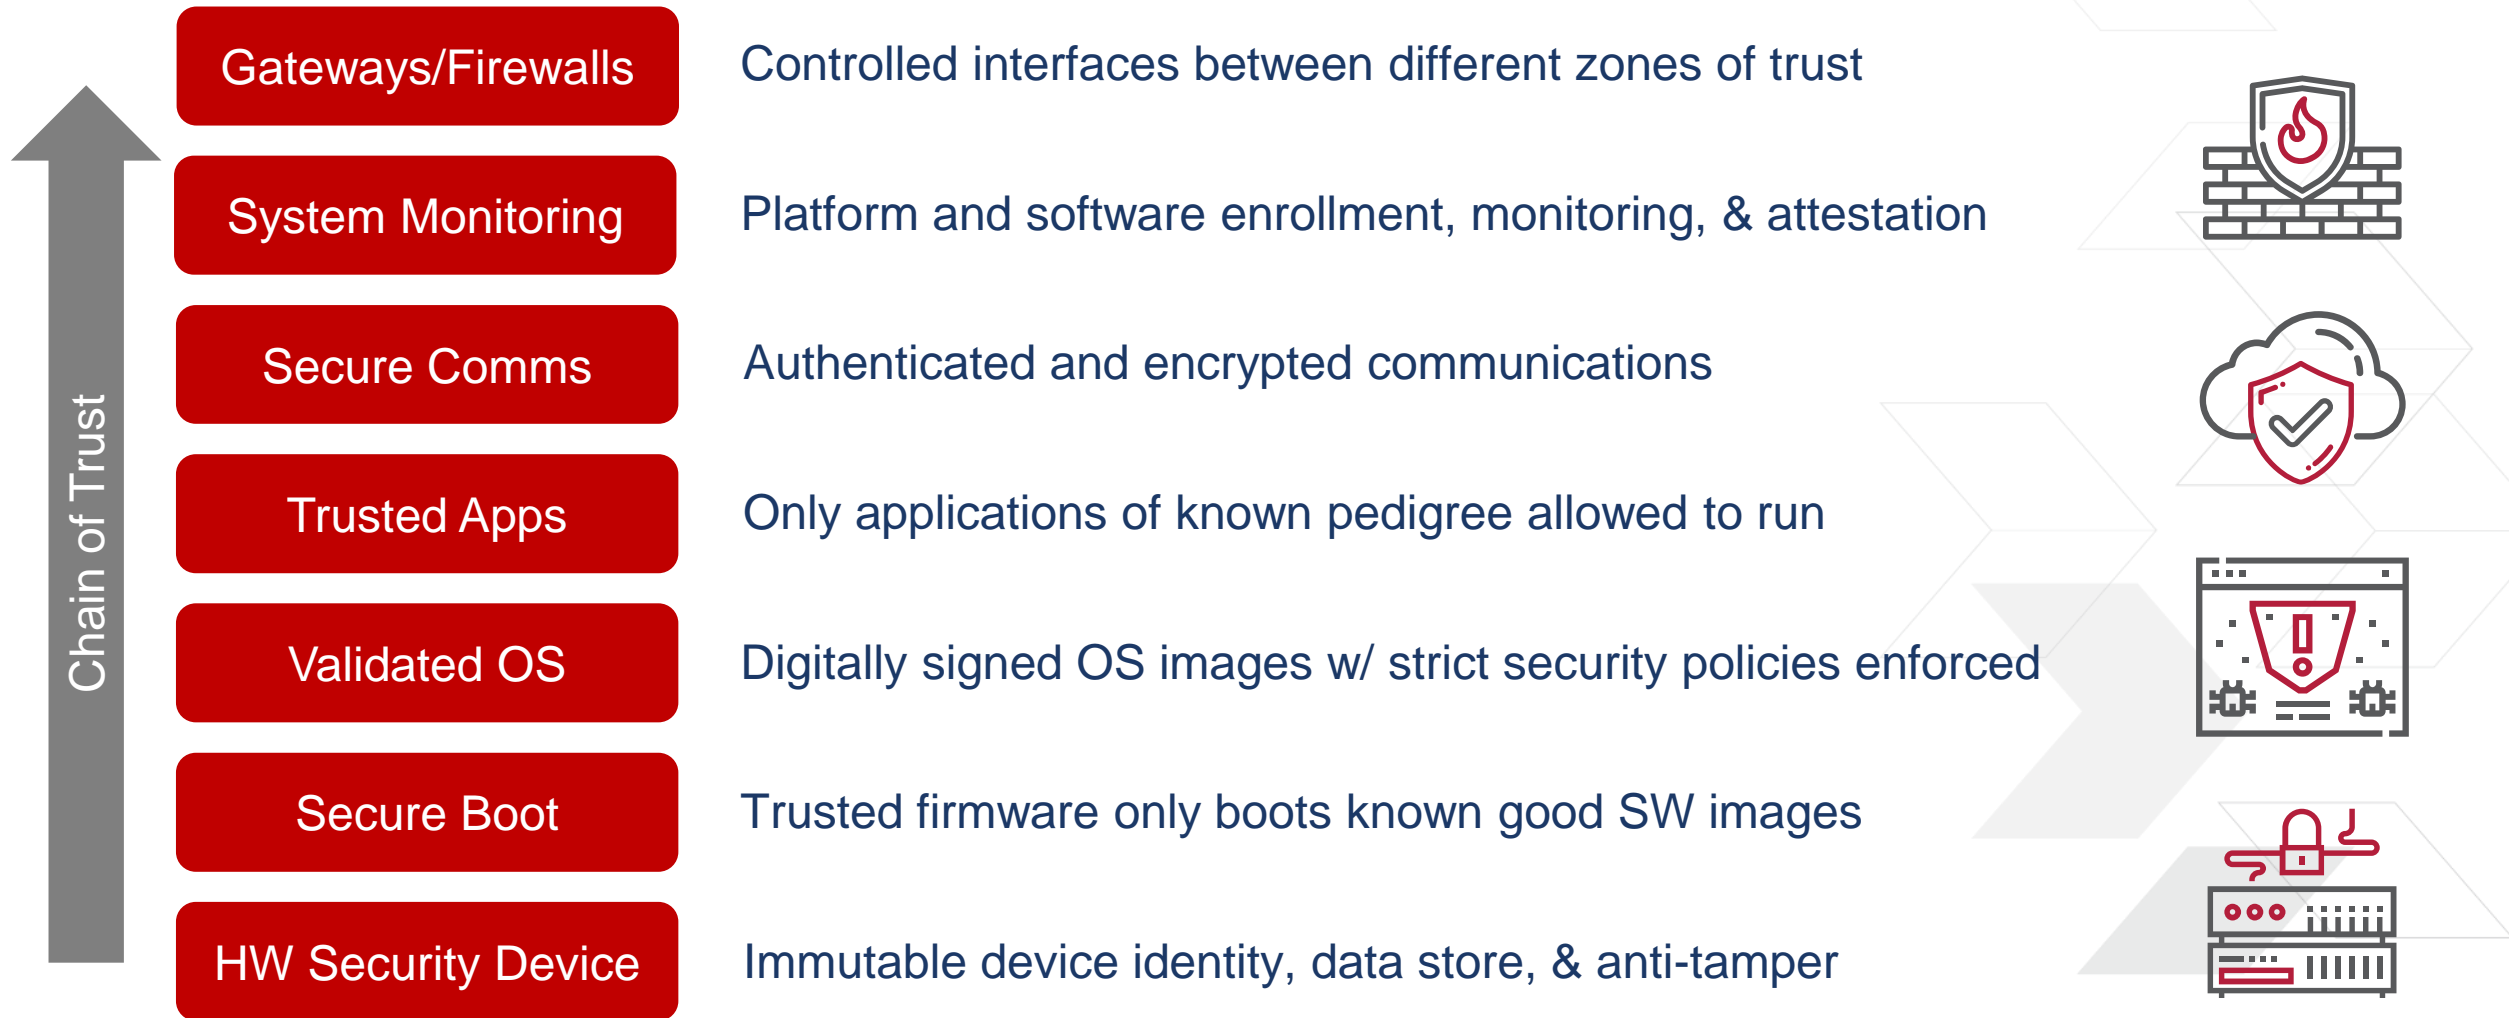 Chain of Trust
Gateways/Firewalls
Controlled interfaces between different zones of trust
System Monitoring
Platform and software enrollment, monitoring, & attestation
Secure Comms
Authenticated and encrypted communications
Trusted Apps
Only applications of known pedigree allowed to run
Validated OS
Digitally signed OS images w/ strict security policies enforced
Secure Boot
Trusted firmware only boots known good SW images
HW Security Device
Immutable device identity, data store, & anti-tamper